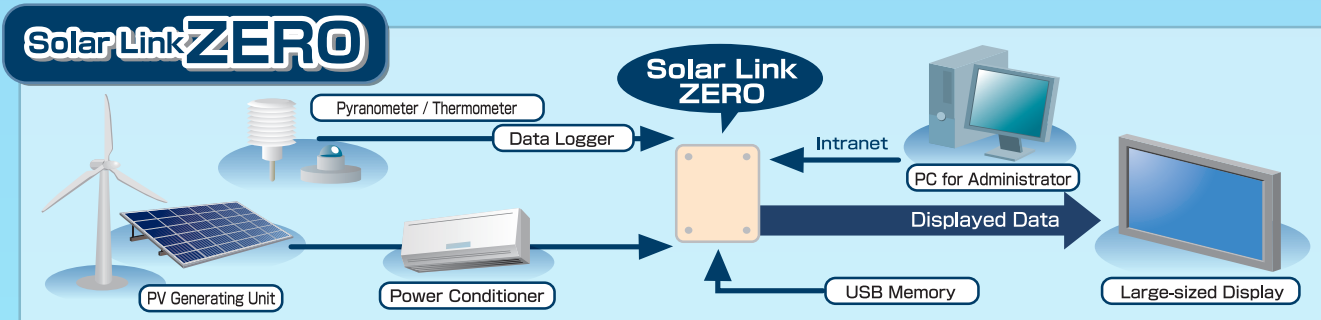 Solar Link ZERO
Pyranometer / Thermometer
Data Logger
Solar Link
ZERO
Intranet
PC for Administrator
Displayed Data
PV Generating Unit
Power Conditioner
USB Memory
Large-sized Display